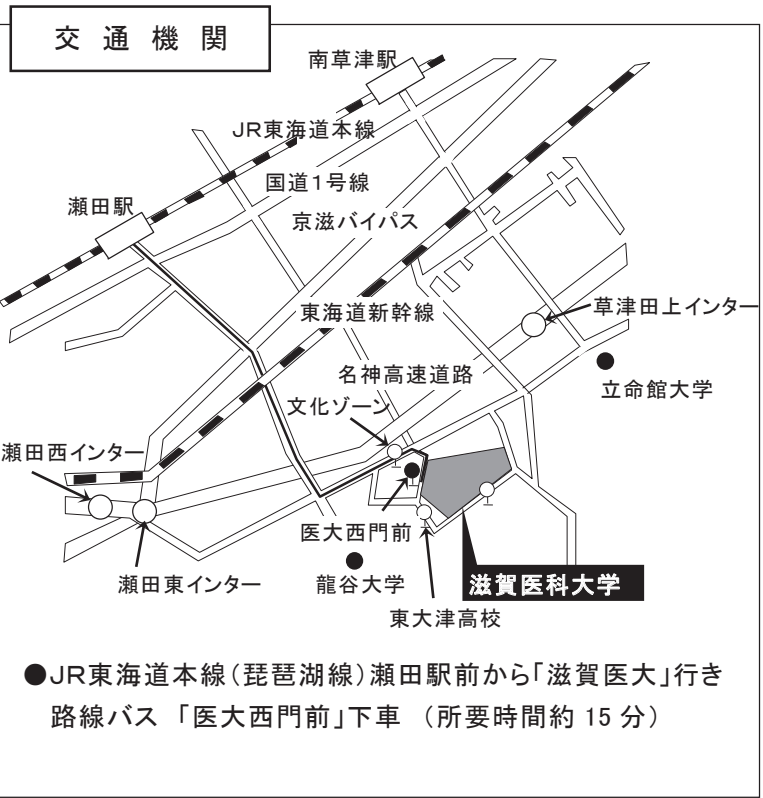 交通機関
南草津駅
JR東海道本線
国道1号線
瀬田駅
京滋バイパス
東海道新幹線
草津田上インター
名神高速道路
立命館大学
文化ゾーン
瀬田西インター
医大西門前
瀬田東インター
龍谷大学
滋賀医科大学
東大津高校
●JR東海道本線(琵琶湖線)瀬田駅前から「滋賀医大」行き
路線バス 「医大西門前」下車 (所要時間約 15 分)